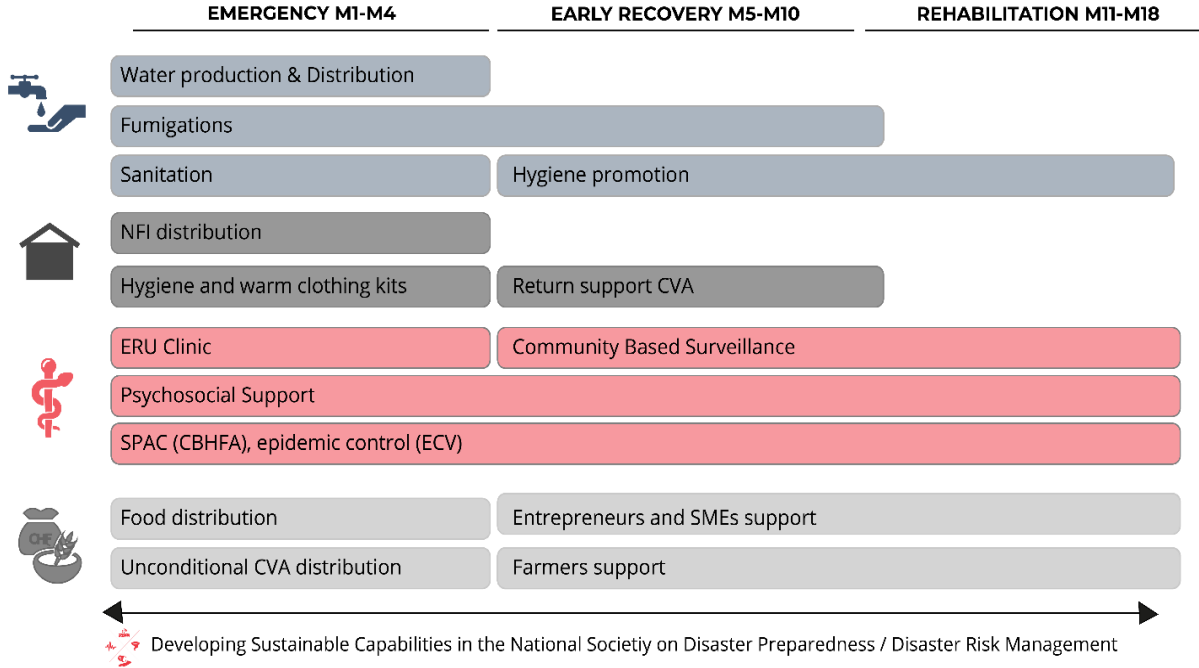 EMERGENCY M1-M4
EARLY RECOVERY M5-M10
REHABILITATION M11-M18
Water production & Distribution
Fumigations
Sanitation
Hygiene promotion
NFI distribution
Hygiene and warm clothing kits
Return support CVA
ERU Clinic
Community Based Surveillance
Psychosocial Support
SPAC (CBHFA), epidemic control (ECV)
CHF
Food distribution
Entrepreneurs and SMEs support
Unconditional CVA distribution
Farmers support
Developing Sustainable Capabilities in the National Societiy on Disaster Preparedness / Disaster Risk Management